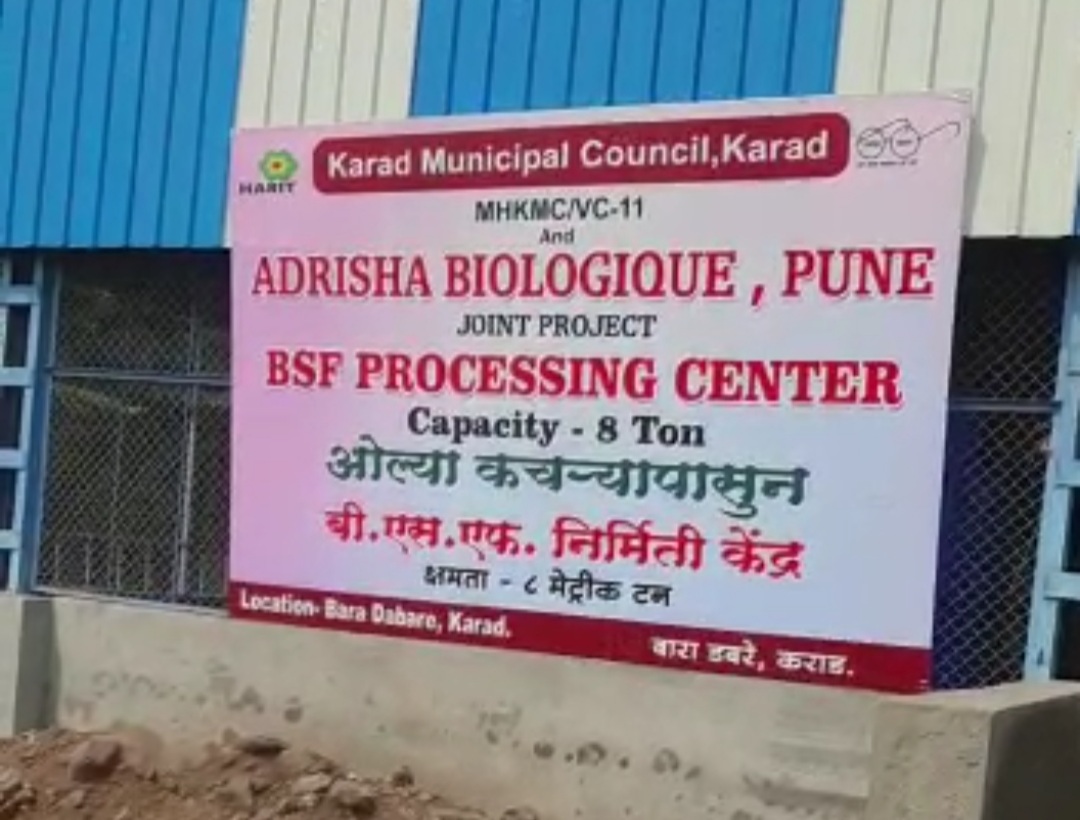 HARIT
Karad Municipal Council,Karad
MHKMC/VC-11
And
ADRISHA BIOLOGIQUE , PUNE
JOINT PROJECT
BSF PROCESSING CENTER
Capacity - 8 Ton
ओल्या कचऱ्यापासुन
बी.एस.एफ. निर्मिती केंद्र
क्षमता - ८ मेट्रीक टन
Location- Bara Dabare, Karad.
बारा डबरे, कराड.